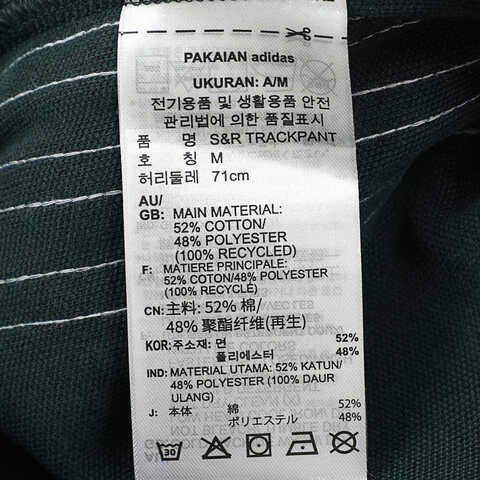 PAKAIAN adidas
UKURAN: A/M
전기용품 및 생활용품 안전
관리법에 의한 품질표시
품 명 S&R TRACKPANT
호 칭 M
허리둘레 71cm
AU/
GB: MAIN MATERIAL:
52% COTTON/
48% POLYESTER
(100% RECYCLED)
F: MATIERE PRINCIPALE:
52% COTON/48% POLYESTER
(100% RECYCLÉ)
CN: 主料: 52% 棉/
48% 聚酯纤维(再生)
KOR: 주소재: 면 52%
폴리에스터 48%
IND: MATERIAL UTAMA: 52% KATUN/
48% POLYESTER (100% DAUR
ULANG)
J: 本体 綿 52%
ポリエステル 48%
30